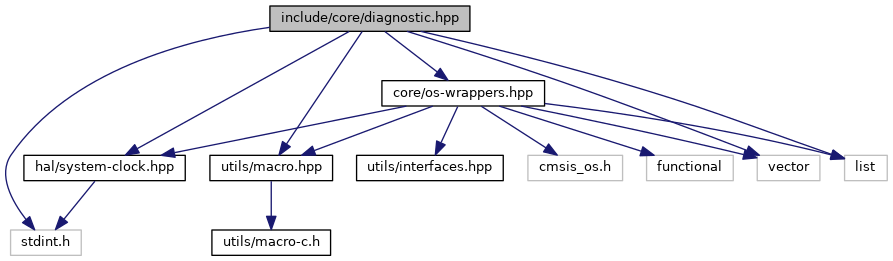 include/core/diagnostic.hpp
core/os-wrappers.hpp
hal/system-clock.hpp
utils/macro.hpp
utils/interfaces.hpp
cmsis_os.h
functional
vector
list
stdint.h
utils/macro-c.h